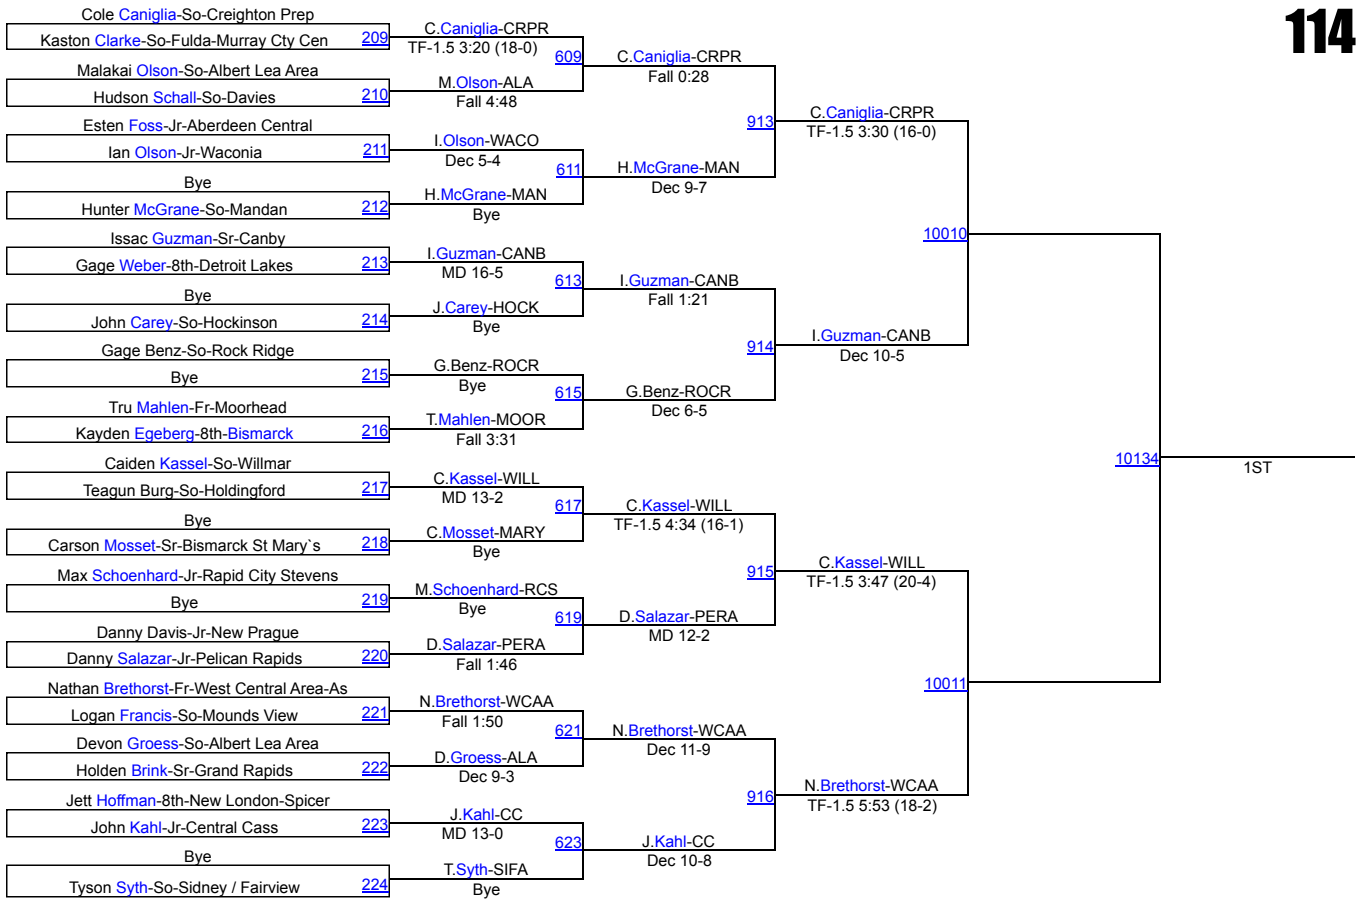 114
Cole Caniglia-So-Creighton Prep
Kaston Clarke-So-Fulda-Murray Cty Cen 209
Malakai Olson-So-Albert Lea Area
Hudson Schall-So-Davies 210
Esten Foss-Jr-Aberdeen Central
Ian Olson-Jr-Waconia 211
Bye
Hunter McGrane-So-Mandan 212
Issac Guzman-Sr-Canby
Gage Weber-8th-Detroit Lakes 213
Bye
John Carey-So-Hockinson 214
Gage Benz-So-Rock Ridge
Bye 215
Tru Mahlen-Fr-Moorhead
Kayden Egeberg-8th-Bismarck 216
Caiden Kassel-So-Willmar
Teagun Burg-So-Holdingford 217
Bye
Carson Mosset-Sr-Bismarck St Mary`s 218
Max Schoenhard-Jr-Rapid City Stevens
Bye 219
Danny Davis-Jr-New Prague
Danny Salazar-Jr-Pelican Rapids 220
Nathan Brethorst-Fr-West Central Area-As
Logan Francis-So-Mounds View 221
Devon Groess-So-Albert Lea Area
Holden Brink-Sr-Grand Rapids 222
Jett Hoffman-8th-New London-Spicer
John Kahl-Jr-Central Cass 223
Bye
Tyson Syth-So-Sidney / Fairview 224
C.Caniglia-CRPR
TF-1.5 3:20 (18-0)
609
M.Olson-ALA
Fall 4:48
I.Olson-WACO
Dec 5-4
611
H.McGrane-MAN
Bye
I.Guzman-CANB
MD 16-5
613
J.Carey-HOCK
Bye
G.Benz-ROCR
Bye
615
T.Mahlen-MOOR
Fall 3:31
C.Kassel-WILL
MD 13-2
617
C.Mosset-MARY
Bye
M.Schoenhard-RCS
Bye
619
D.Salazar-PERA
Fall 1:46
N.Brethorst-WCAA
Fall 1:50
621
D.Groess-ALA
Dec 9-3
J.Kahl-CC
MD 13-0
623
T.Syth-SIFA
Bye
C.Caniglia-CRPR
Fall 0:28
913
H.McGrane-MAN
Dec 9-7
I.Guzman-CANB
Fall 1:21
914
G.Benz-ROCR
Dec 6-5
C.Kassel-WILL
TF-1.5 4:34 (16-1)
915
D.Salazar-PERA
MD 12-2
N.Brethorst-WCAA
Dec 11-9
916
J.Kahl-CC
Dec 10-8
C.Caniglia-CRPR
TF-1.5 3:30 (16-0)
10010
I.Guzman-CANB
Dec 10-5
C.Kassel-WILL
TF-1.5 3:47 (20-4)
10011
N.Brethorst-WCAA
TF-1.5 5:53 (18-2)
10134
1ST